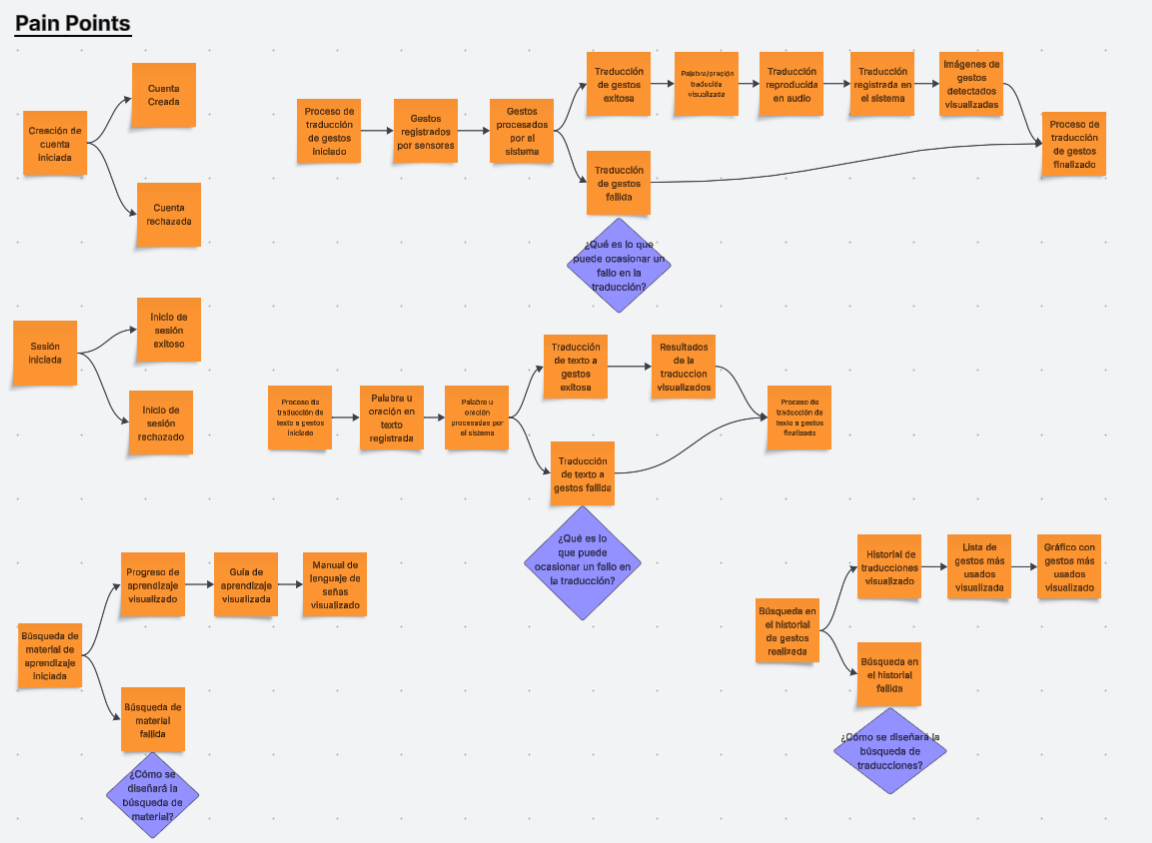 Pain Points
Creación de
cuenta
iniciada
Cuenta
Creada
Cuenta
rechazada
Proceso de
traducción
de gestos
iniciado
Gestos
registrados
por sensores
Gestos
procesados
por el
sistema
Traducción
de gestos
exitosa
Palabra/oración
traducida
visualizada
Traducción
reproducida
en audio
Traducción
registrada en
el sistema
Imágenes de
gestos
detectados
visualizadas
Traducción
de gestos
fallida
Proceso de
traducción
de gestos
finalizado
¿Qué es lo que
puede ocasionar un
fallo en la
traducción?
Sesión
iniciada
Inicio de
sesión
exitoso
Inicio de
sesión
rechazado
Proceso de
traducción de
texto a gestos
iniciado
Palabra u
oración en
texto
registrada
Palabra u
oración
procesadas por
el sistema
Traducción
de texto a
gestos
exitosa
Resultados
de la
traduccion
visualizados
Traducción
de texto a
gestos fallida
Proceso de
traducción de
texto a gestos
finalizado
¿Qué es lo
que puede
ocasionar un fallo en
la traducción?
Búsqueda de
material de
aprendizaje
iniciada
Progreso de
aprendizaje
visualizado
Guía de
aprendizaje
visualizada
Manual de
lenguaje de
señas
visualizado
Búsqueda de
material
fallida
¿Cómo se
diseñará la
búsqueda de
material?
Búsqueda en
el historial
de gestos
realizada
Historial de
traducciones
visualizado
Lista de
gestos más
usados
visualizada
Gráfico con
gestos más
usados
visualizado
Búsqueda en
el historial
fallida
¿Cómo se diseñará la
búsqueda de
traducciones?